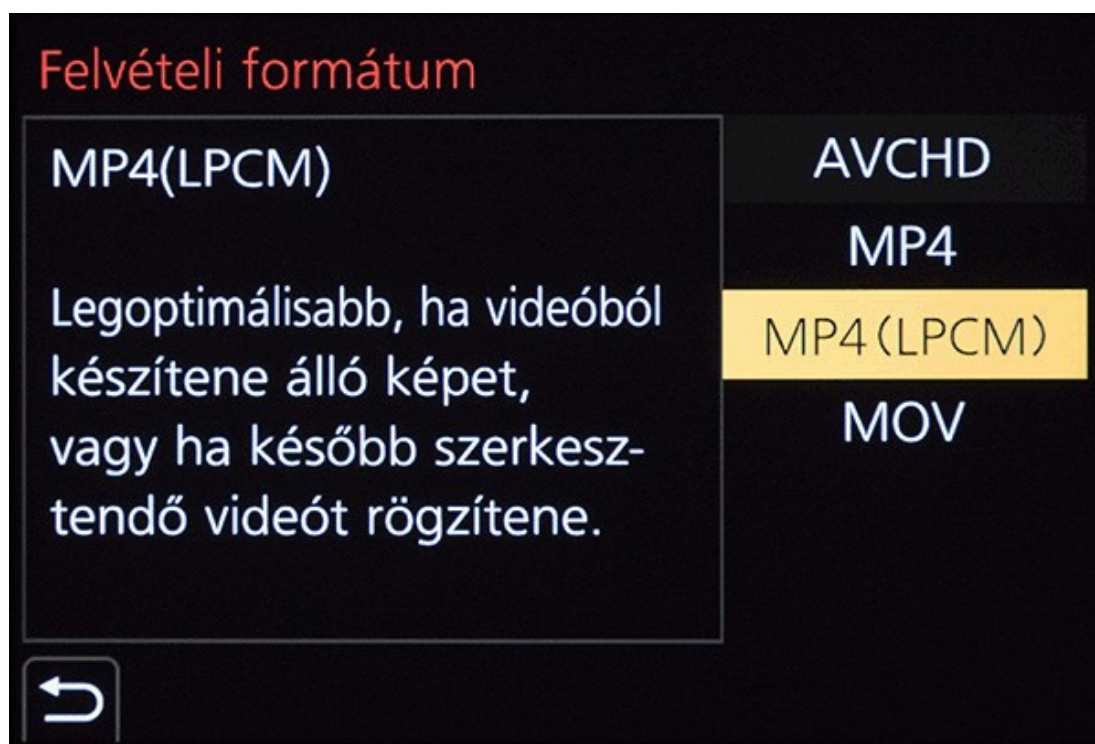 Felvételi formátum
MP4(LPCM)
Legoptimálisabb, ha videóból
készítene álló képet,
vagy ha később szerkesz-
tendő videót rögzítene.
AVCHD
MP4
MP4(LPCM)
MOV